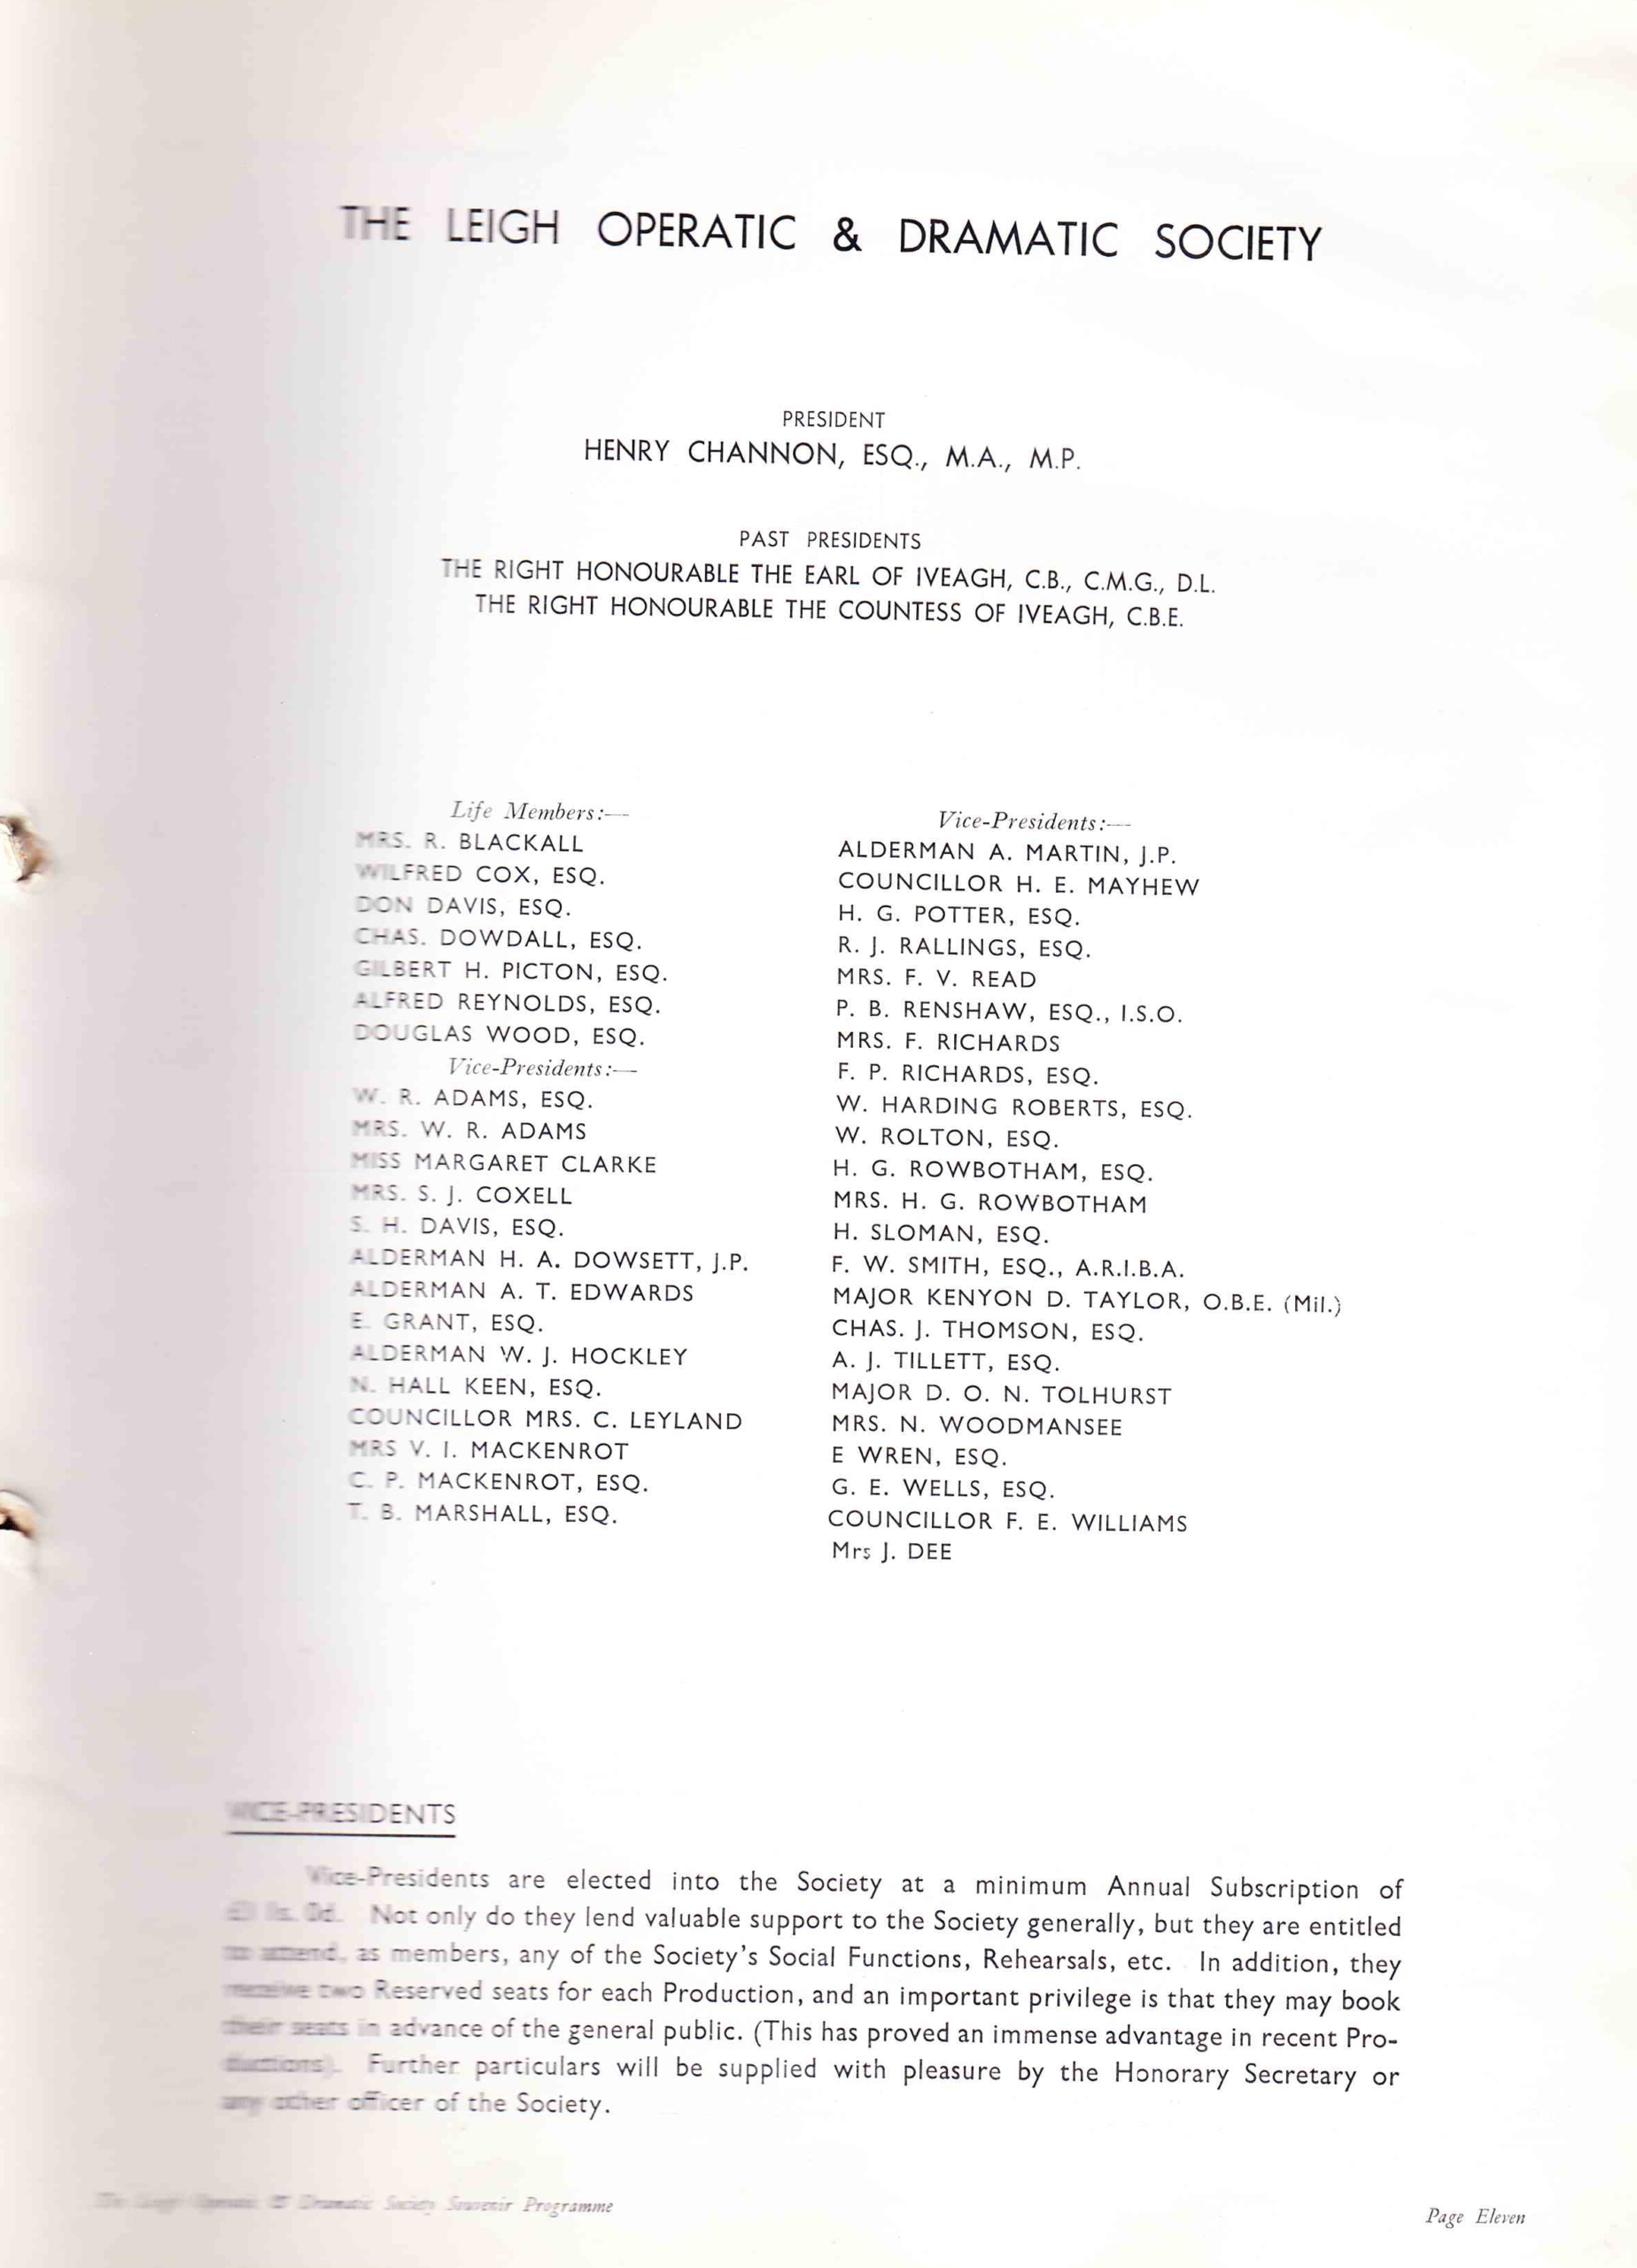 THE LEIGH OPERATIC & DRAMATIC SOCIETY
PRESIDENT
HENRY CHANNON, ESQ., M.A., M.P.
PAST PRESIDENTS
THE RIGHT HONOURABLE THE EARL OF IVEAGH, C.B., C.M.G., D.L.
THE RIGHT HONOURABLE THE COUNTESS OF IVEAGH, C.B.E.
Life Members:—
MRS. R. BLACKALL
WILFRED COX, ESQ.
DON DAVIS, ESQ.
CHAS. DOWDALL, ESQ.
GILBERT H. PICTON, ESQ.
ALFRED REYNOLDS, ESQ.
DOUGLAS WOOD, ESQ.
Vice-Presidents:—
W. R. ADAMS, ESQ.
MRS. W. R. ADAMS
MISS MARGARET CLARKE
MRS. S. J. COXELL
S. H. DAVIS, ESQ.
ALDERMAN H. A. DOWSETT, J.P.
ALDERMAN A. T. EDWARDS
E. GRANT, ESQ.
ALDERMAN W. J. HOCKLEY
N. HALL KEEN, ESQ.
COUNCILLOR MRS. C. LEYLAND
MRS V. I. MACKENROT
C. P. MACKENROT, ESQ.
T. B. MARSHALL, ESQ.
Vice-Presidents:—
ALDERMAN A. MARTIN, J.P.
COUNCILLOR H. E. MAYHEW
H. G. POTTER, ESQ.
R. J. RALLINGS, ESQ.
MRS. F. V. READ
P. B. RENSHAW, ESQ., I.S.O.
MRS. F. RICHARDS
F. P. RICHARDS, ESQ.
W. HARDING ROBERTS, ESQ.
W. ROLTON, ESQ.
H. G. ROWBOTHAM, ESQ.
MRS. H. G. ROWBOTHAM
H. SLOMAN, ESQ.
F. W. SMITH, ESQ., A.R.I.B.A.
MAJOR KENYON D. TAYLOR, O.B.E. (Mil.)
CHAS. J. THOMSON, ESQ.
A. J. TILLETT, ESQ.
MAJOR D. O. N. TOLHURST
MRS. N. WOODMANSEE
E WREN, ESQ.
G. E. WELLS, ESQ.
COUNCILLOR F. E. WILLIAMS
Mrs J. DEE
VICE-PRESIDENTS
Vice-Presidents are elected into the Society at a minimum Annual Subscription of
Not only do they lend valuable support to the Society generally, but they are entitled
to attend, as members, any of the Society's Social Functions, Rehearsals, etc. In addition, they
receive two Reserved seats for each Production, and an important privilege is that they may book
their seats in advance of the general public. (This has proved an immense advantage in recent Pro-
ductions). Further particulars will be supplied with pleasure by the Honorary Secretary or
any other officer of the Society.
The Leigh Operatic & Dramatic Society Souvenir Programme
Page Eleven